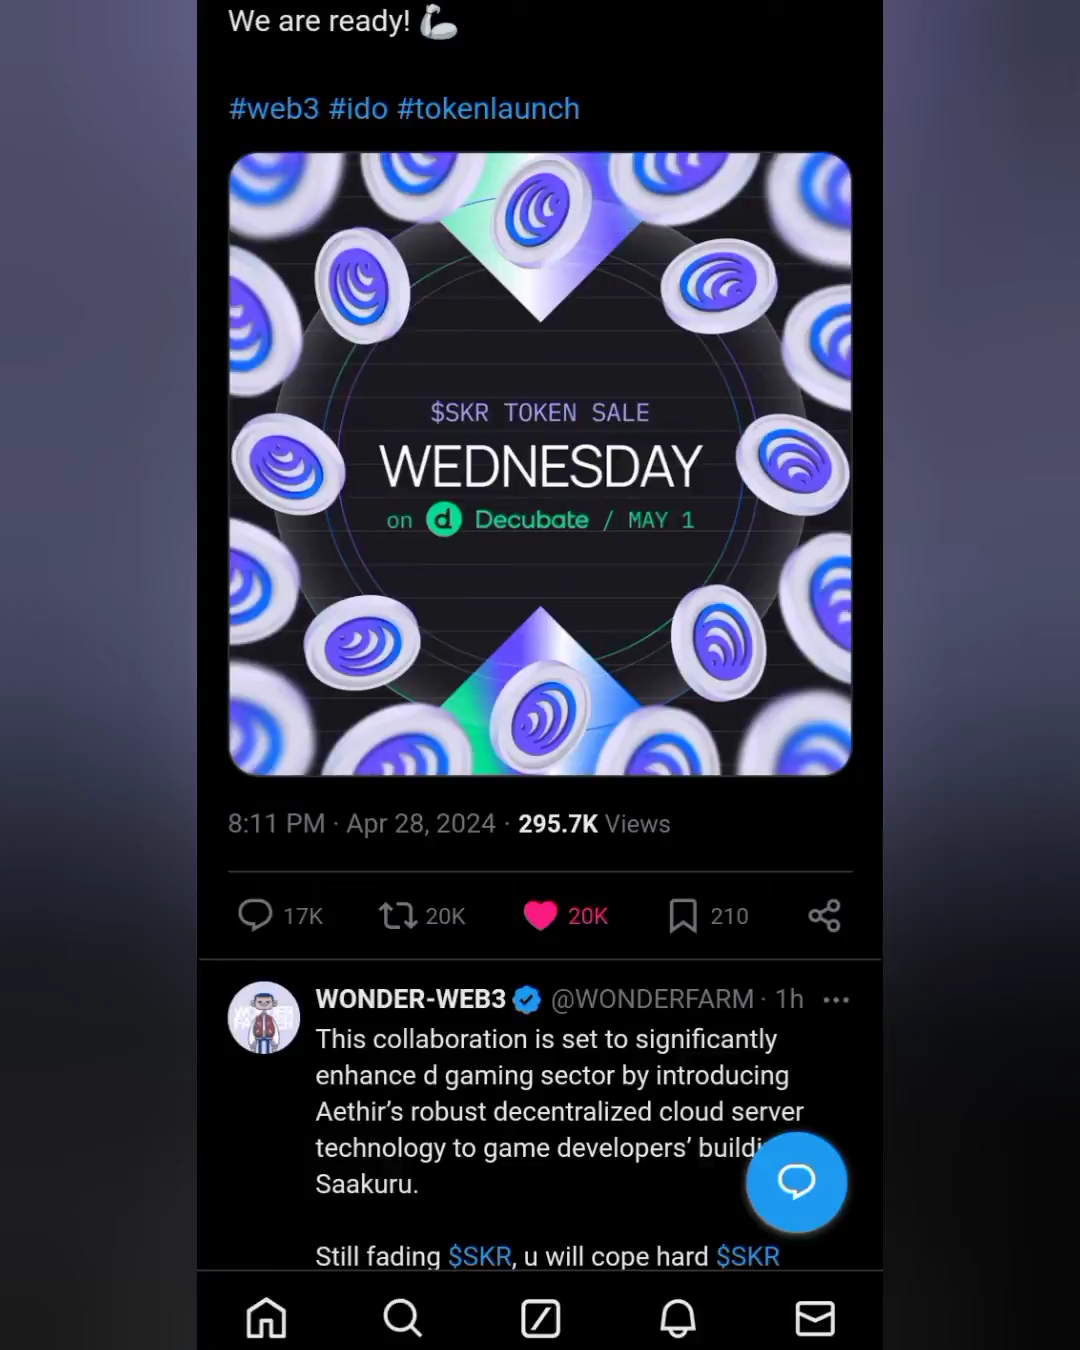 We are ready! 🦾
#web3 #ido #tokenlaunch
$SKR TOKEN SALE
WEDNESDAY
on d Decubate / MAY 1
8:11 PM · Apr 28, 2024 · 295.7K Views
17K 20K 20K 210
WONDER-WEB3 @WONDERFARM · 1h
This collaboration is set to significantly
enhance d gaming sector by introducing
Aethir’s robust decentralized cloud server
technology to game developers’ buildi
Saakuru.
Still fading $SKR, u will cope hard $SKR